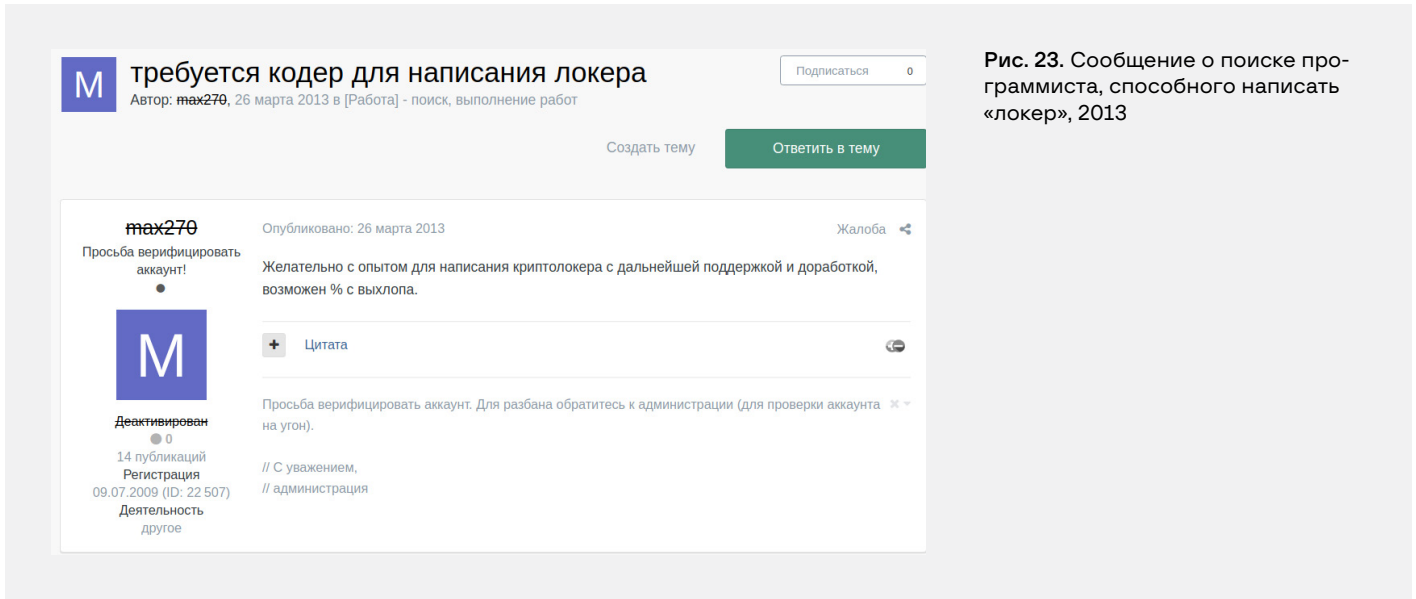 М
требуется кодер для написания локера
Подписаться 0
Автор: max270, 26 марта 2013 в [Работа] - поиск, выполнение работ
Создать тему
Ответить в тему
max270
Просьба верифицировать
аккаунт!
М
Деактивирован
0
14 публикаций
Регистрация
09.07.2009 (ID: 22 507)
Деятельность
другое
Опубликовано: 26 марта 2013
Жалоба
Желательно с опытом для написания криптолокера с дальнейшей поддержкой и доработкой,
возможен % с выхлопа.
+ Цитата
Просьба верифицировать аккаунт. Для разбана обратитесь к администрации (для проверки аккаунта
на угон).
// С уважением,
// администрация
Рис. 23. Сообщение о поиске про-
граммиста, способного написать
«локер», 2013